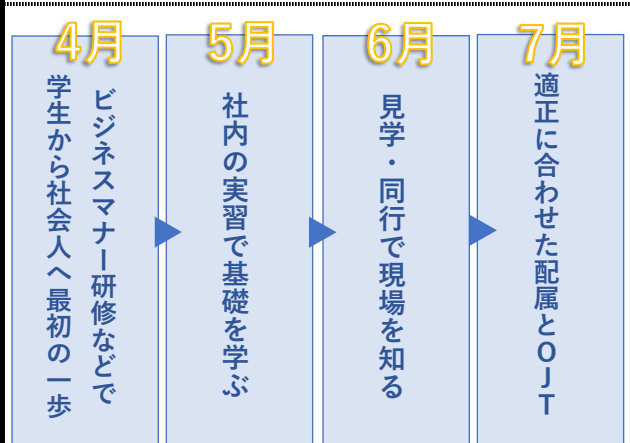 4月
ビジネスマナー研修などで
学生から社会人へ最初の一歩
5月
社内の実習で基礎を学ぶ
6月
見学・同行で現場を知る
7月
適正に合わせた配属とOJT